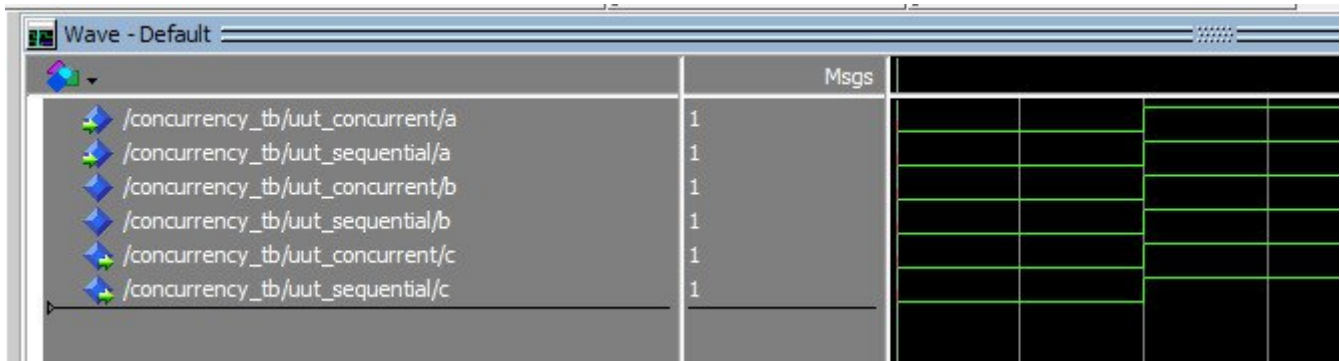 Wave - Default
Msgs
/concurrency_tb/uut_concurrent/a 1
/concurrency_tb/uut_sequential/a 1
/concurrency_tb/uut_concurrent/b 1
/concurrency_tb/uut_sequential/b 1
/concurrency_tb/uut_concurrent/c 1
/concurrency_tb/uut_sequential/c 1